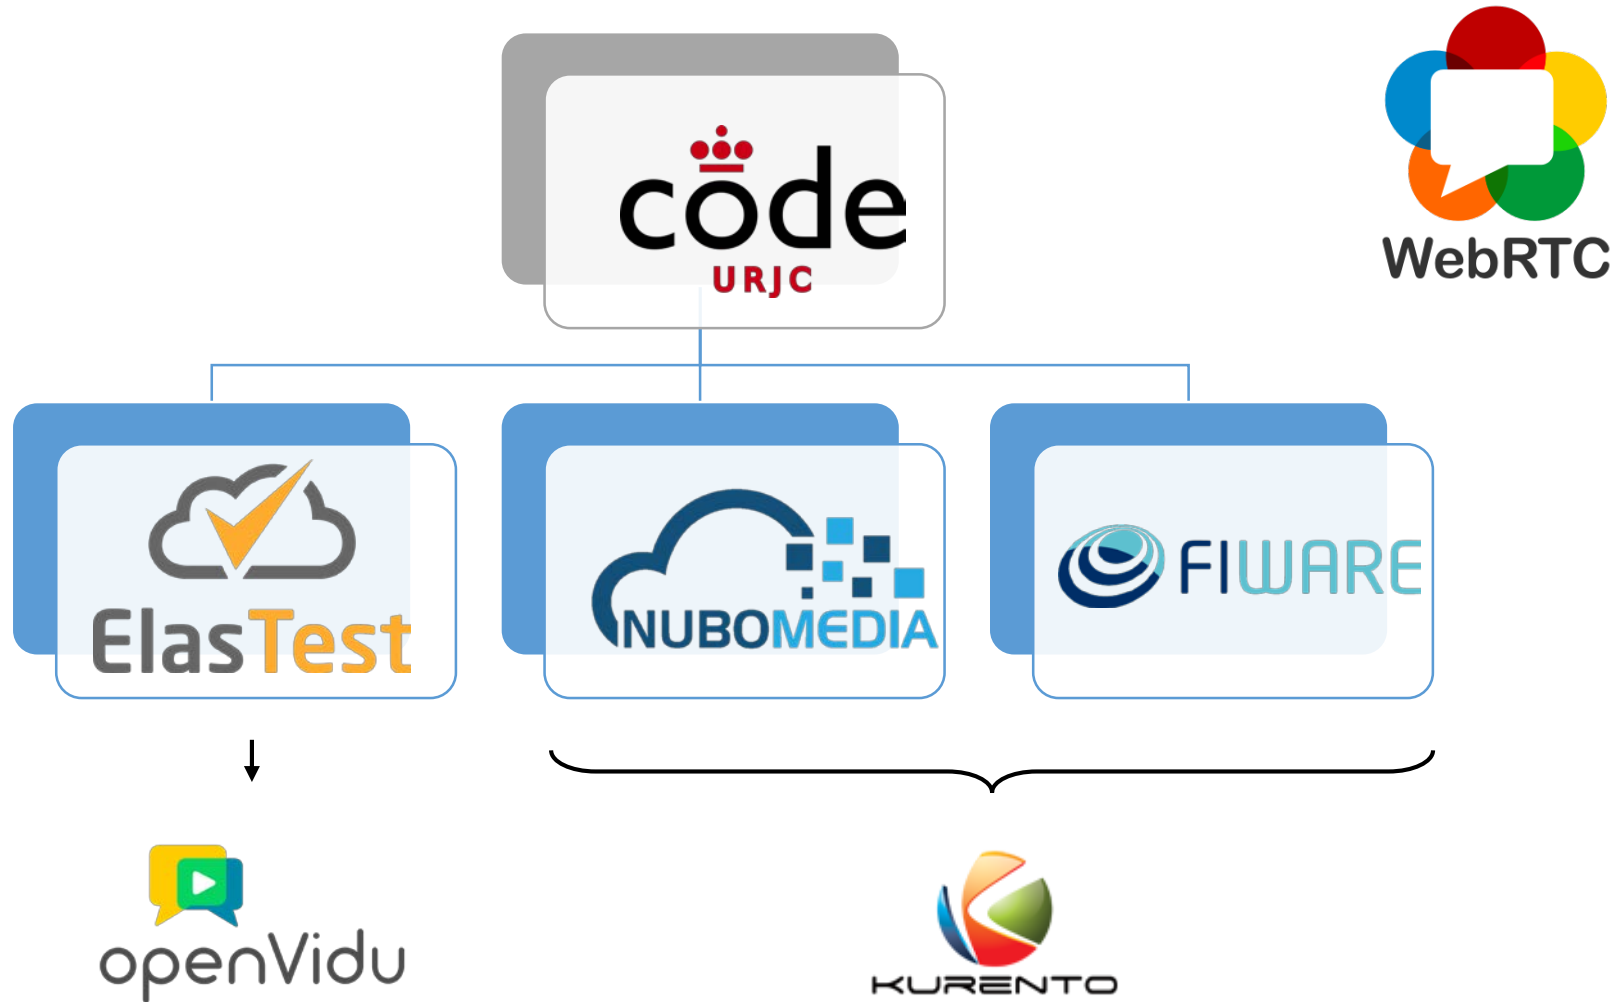 code
URJC
WebRTC
ElasTest
NUBOMEDIA
FIWARE
openVidu
KURENTO